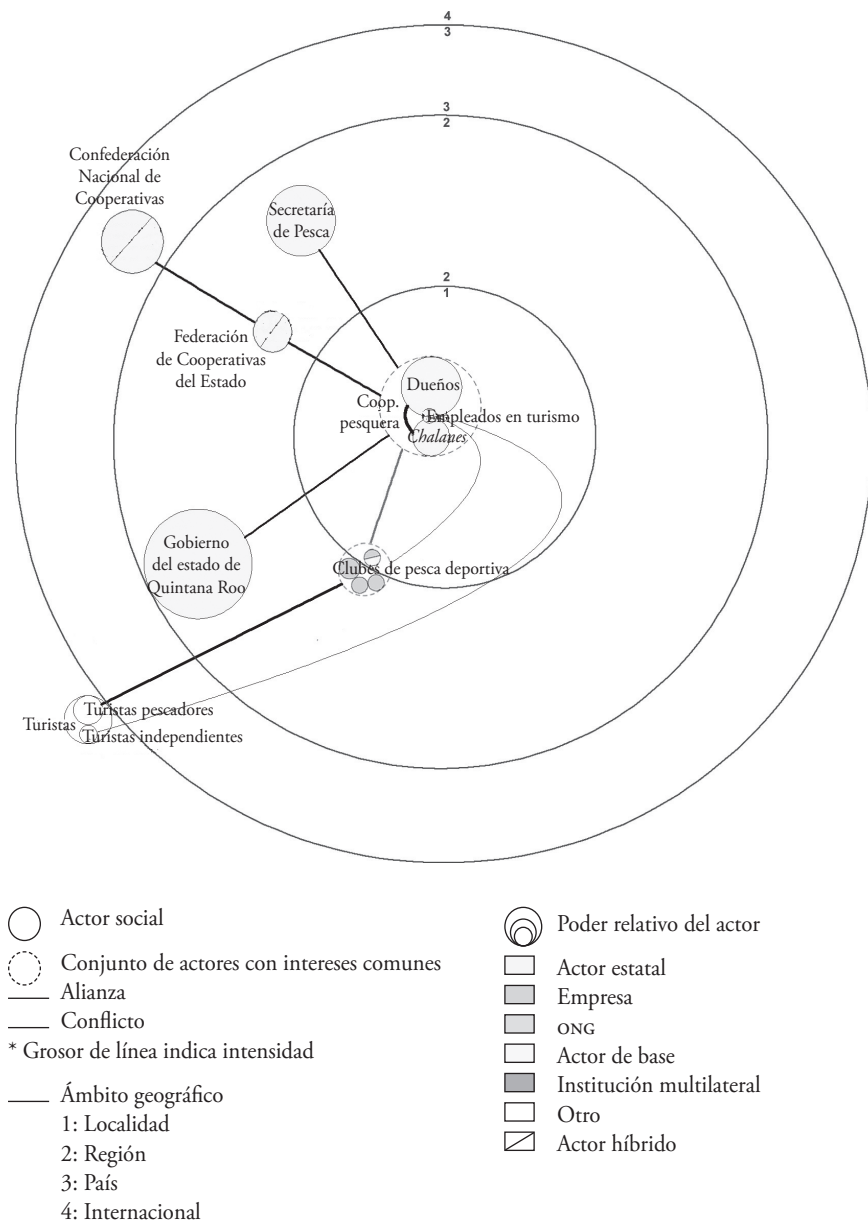 4
3
3
2
Confederación
Nacional de
Cooperativas
Secretaría
de Pesca
2
1
Federación
de Cooperativas
del Estado
Dueños
Coop.
pesquera
Empleados en turismo
Chalanes
Gobierno
del estado de
Quintana Roo
Clubes de pesca deportiva
Turistas
Turistas pescadores
Turistas independientes
Actor social
Conjunto de actores con intereses comunes
Alianza
Conflicto
* Grosor de línea indica intensidad
Ámbito geográfico
1: Localidad
2: Región
3: País
4: Internacional
Poder relativo del actor
Actor estatal
Empresa
ONG
Actor de base
Institución multilateral
Otro
Actor híbrido